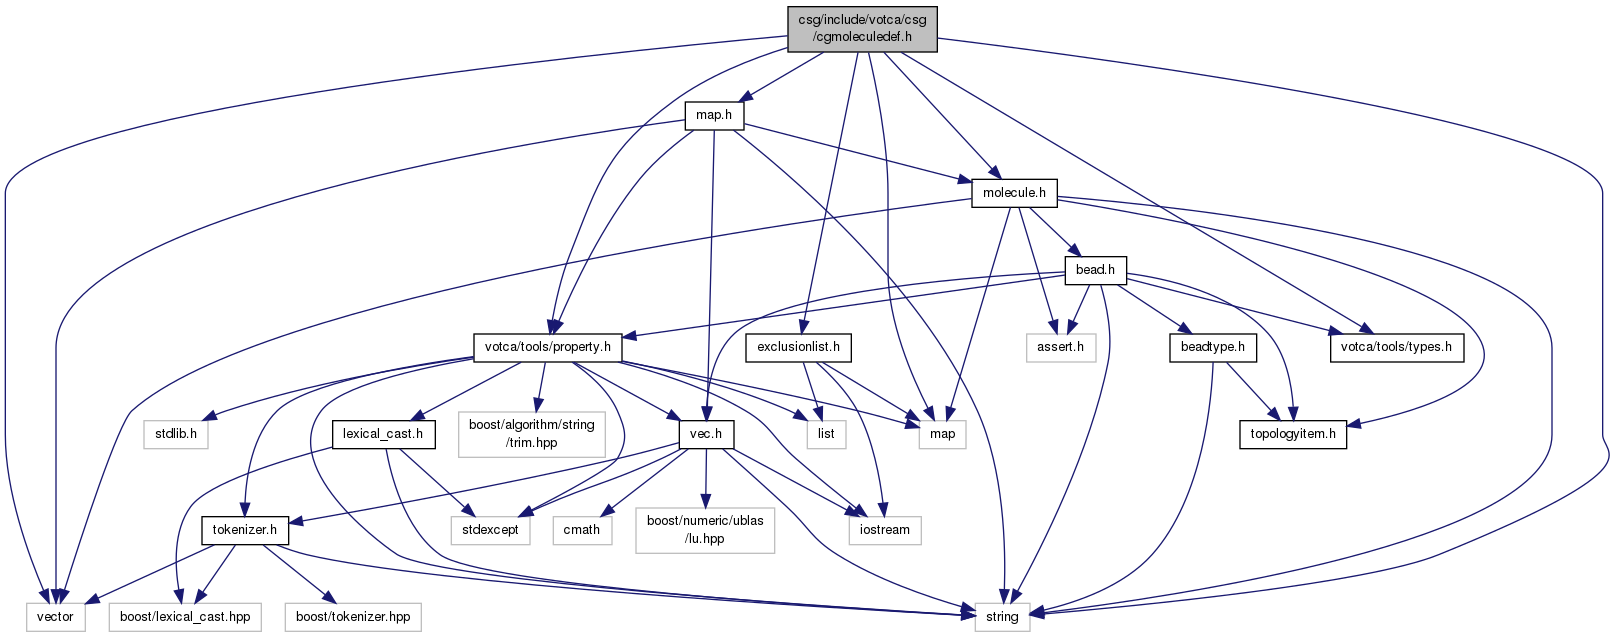 csg/include/votca/csg
/cgmoleculedef.h
map.h
molecule.h
bead.h
votca/tools/property.h
exclusionlist.h
assert.h
beadtype.h
votca/tools/types.h
stdlib.h
lexical_cast.h
boost/algorithm/string
/trim.hpp
vec.h
list
map
topologyitem.h
tokenizer.h
stdexcept
cmath
boost/numeric/ublas
/lu.hpp
iostream
vector
boost/lexical_cast.hpp
boost/tokenizer.hpp
string